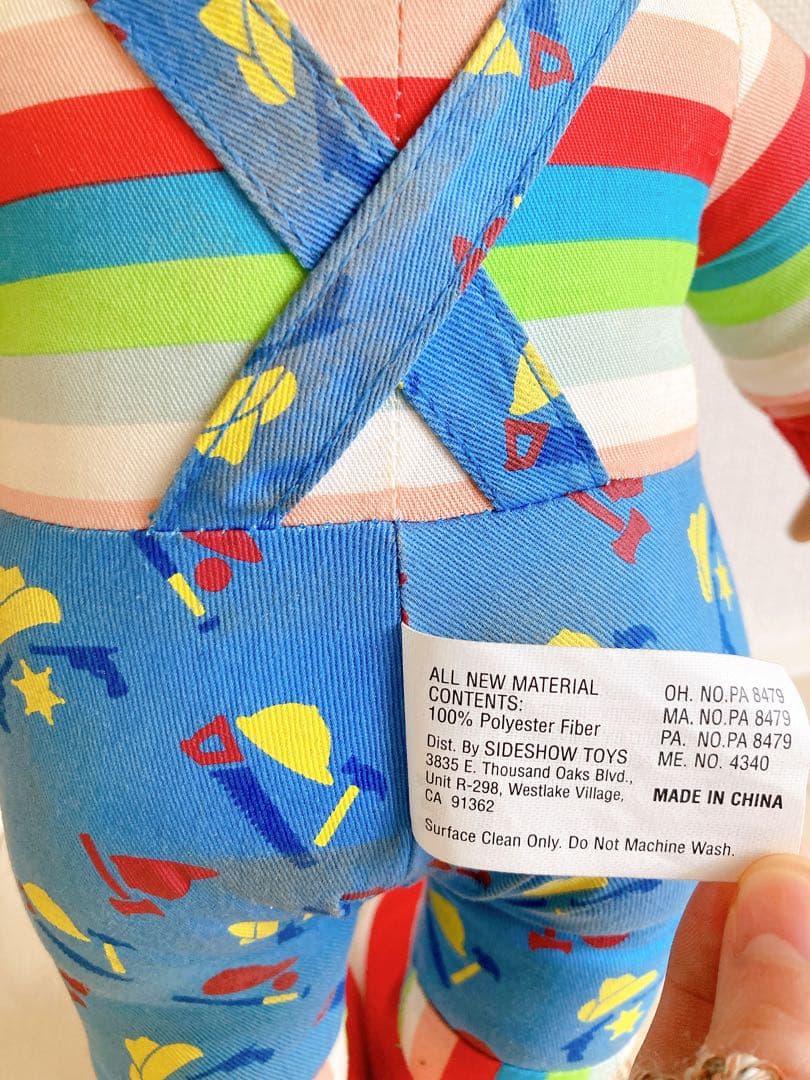 ALL NEW MATERIAL
CONTENTS:
100% Polyester Fiber
Dist. By SIDESHOW TOYS
3835 E. Thousand Oaks Blvd.,
Unit R-298, Westlake Village,
CA 91362
OH. NO.PA 8479
MA. NO.PA 8479
PA. NO.PA 8479
ME. NO. 4340
MADE IN CHINA
Surface Clean Only. Do Not Machine Wash.